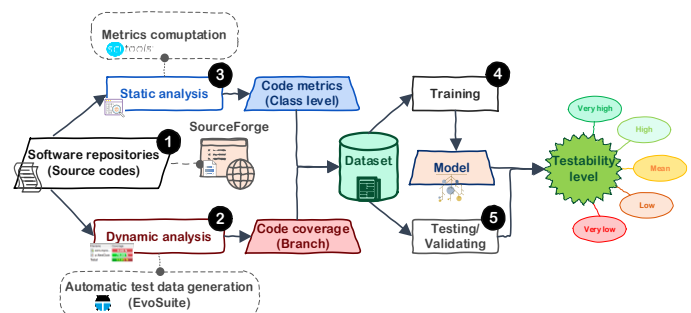 Metrics comuptation
scitools
3
Static analysis
Code metrics
(Class level)
4
Training
Very high
High
SourceForge
1
Software repositories
(Source codes)
Dataset
Model
Testability
level
Mean
Low
Very low
2
Dynamic analysis
Code coverage
(Branch)
5
Testing/
Validating
Automatic test data generation
(EvoSuite)